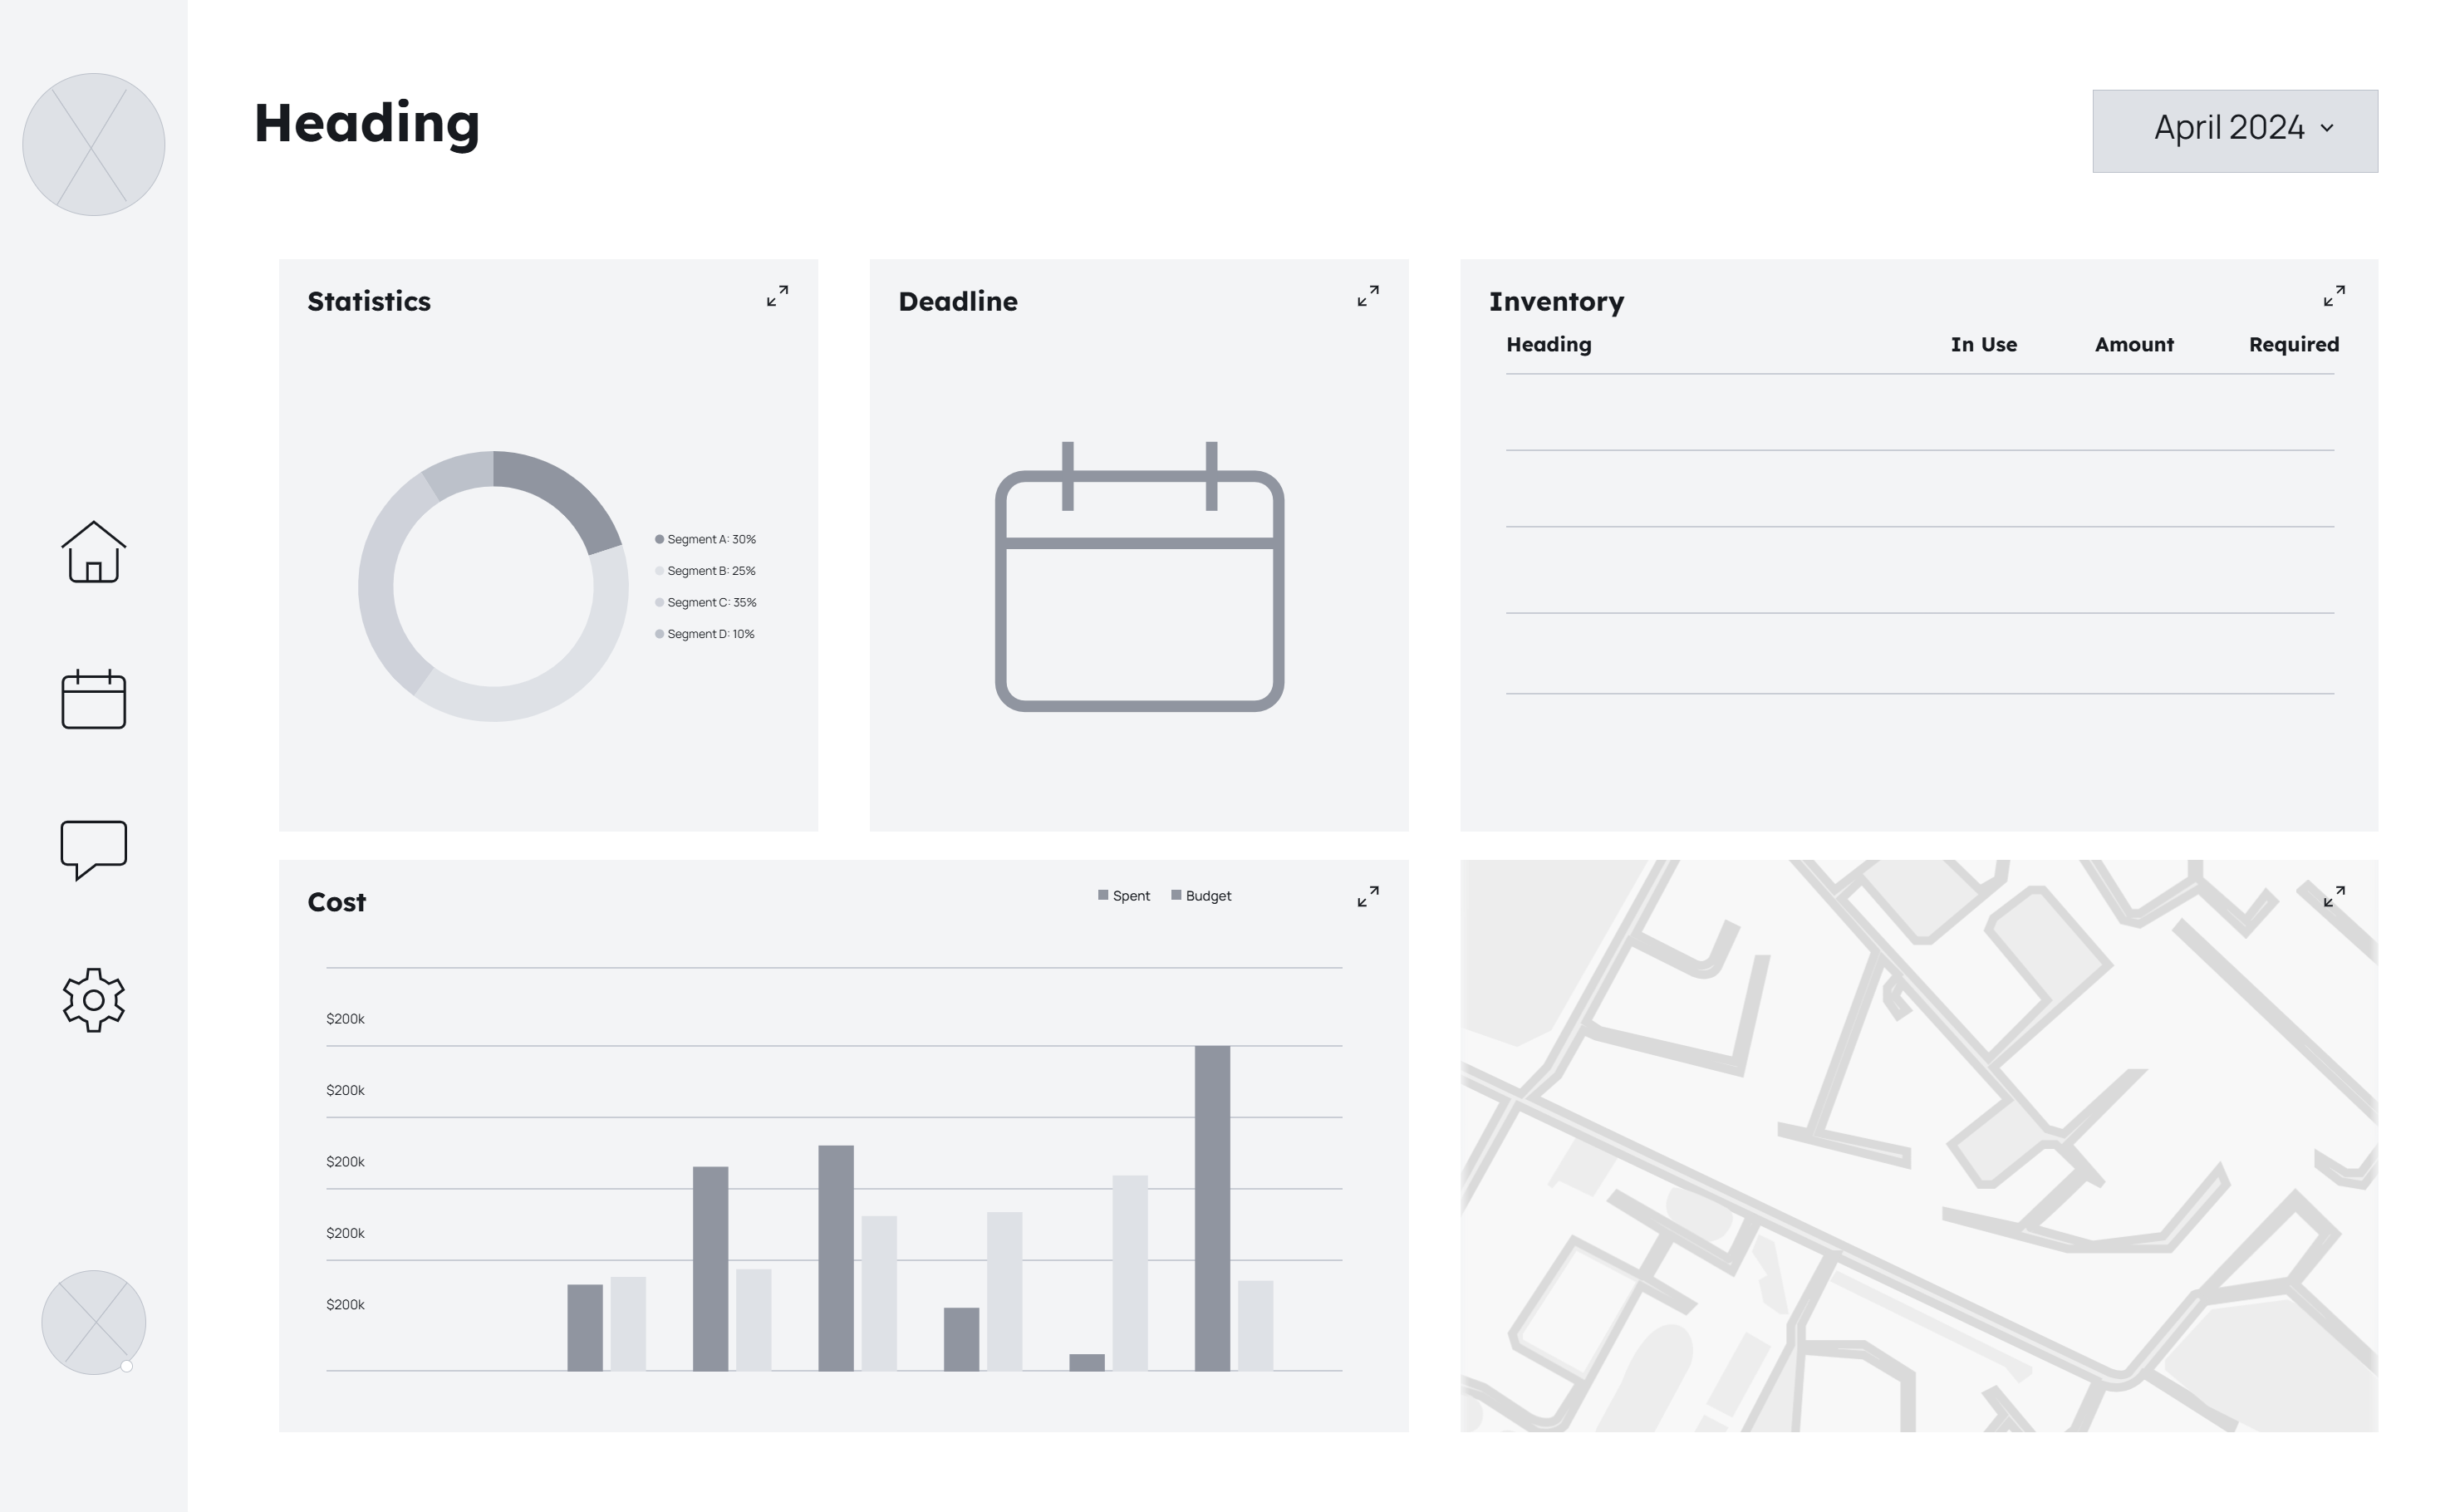 Heading
April 2024
Statistics
Segment A: 30%
Segment B: 25%
Segment C: 35%
Segment D: 10%
Deadline
Inventory
Heading In Use Amount Required
Cost
Spent Budget
$200k
$200k
$200k
$200k
$200k